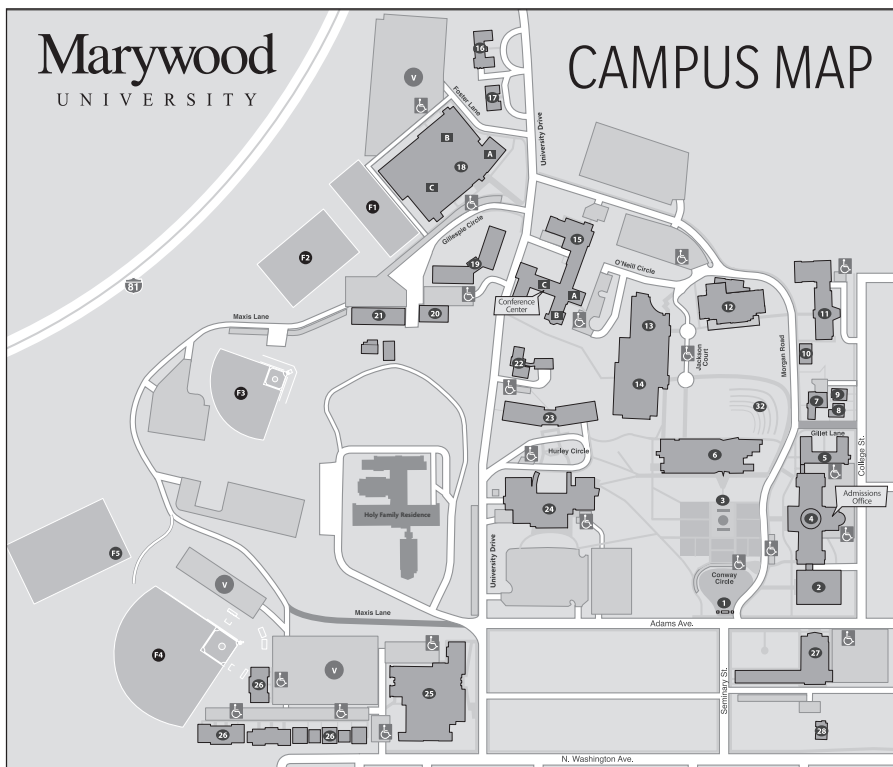 Marywood
UNIVERSITY
CAMPUS MAP
16
V
17
Foster Lane
University Drive
B
A
18
C
F1
15
Gillespie Circle
F2
19
O'Neill Circle
81
C
A
Conference
Center
B
12
11
21
20
13
Maxis Lane
10
22
Jackson
Court
Morgan Road
14
F3
9
7
8
32
23
Gillet Lane
College St.
Hurley Circle
6
5
Admissions
Office
3
Holy Family Residence
24
4
F5
University Drive
V
Conway
Circle
2
1
Maxis Lane
Adams Ave.
F4
V
27
26
25
Seminary St.
26
26
28
N. Washington Ave.